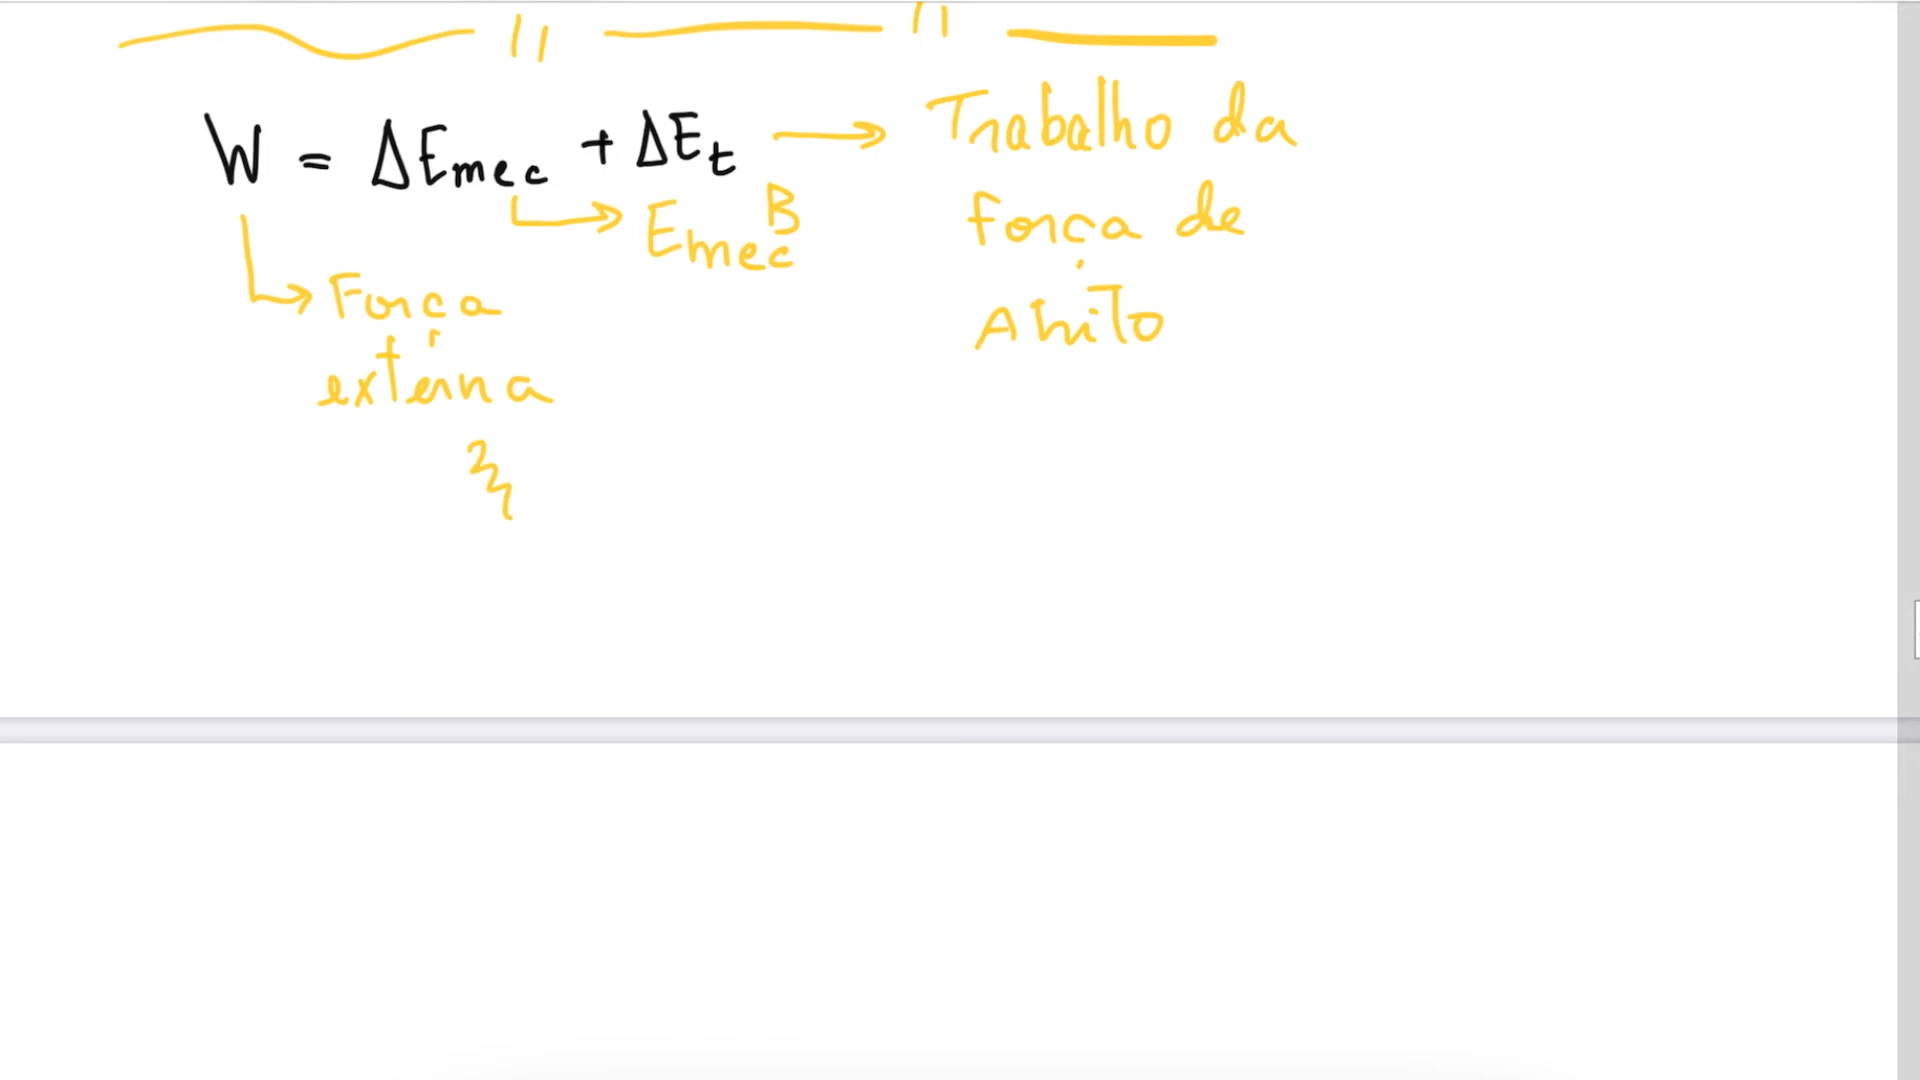 W = ΔEmec + ΔEt → Trabalho da
↳ Emec B força de
↳ Força Atrito
externa